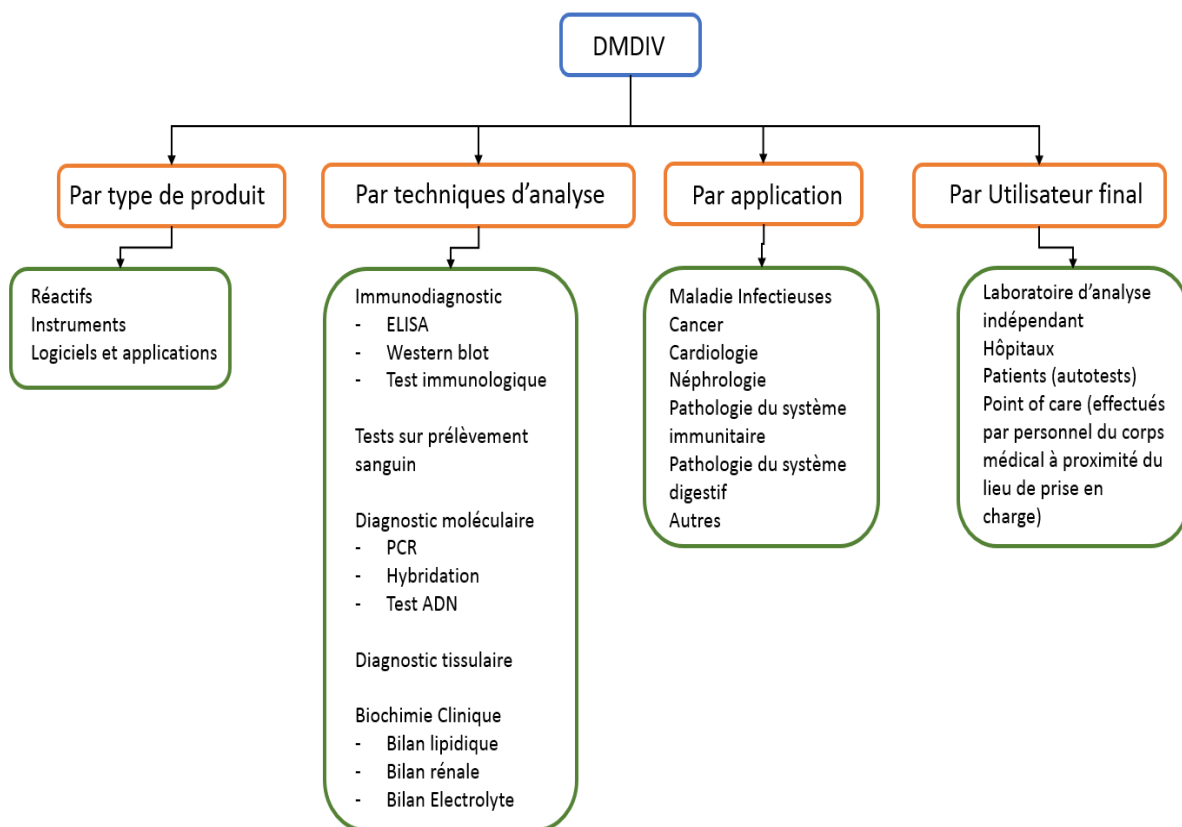 DMDIV
Par type de produit
Par techniques d’analyse
Par application
Par Utilisateur final
Réactifs
Instruments
Logiciels et applications
Immunodiagnostic
- ELISA
- Western blot
- Test immunologique
Tests sur prélèvement
sanguin
Diagnostic moléculaire
- PCR
- Hybridation
- Test ADN
Diagnostic tissulaire
Biochimie Clinique
- Bilan lipidique
- Bilan rénale
- Bilan Electrolyte
Maladie Infectieuses
Cancer
Cardiologie
Néphrologie
Pathologie du système
immunitaire
Pathologie du système
digestif
Autres
Laboratoire d’analyse
indépendant
Hôpitaux
Patients (autotests)
Point of care (effectués
par personnel du corps
médical à proximité du
lieu de prise en
charge)